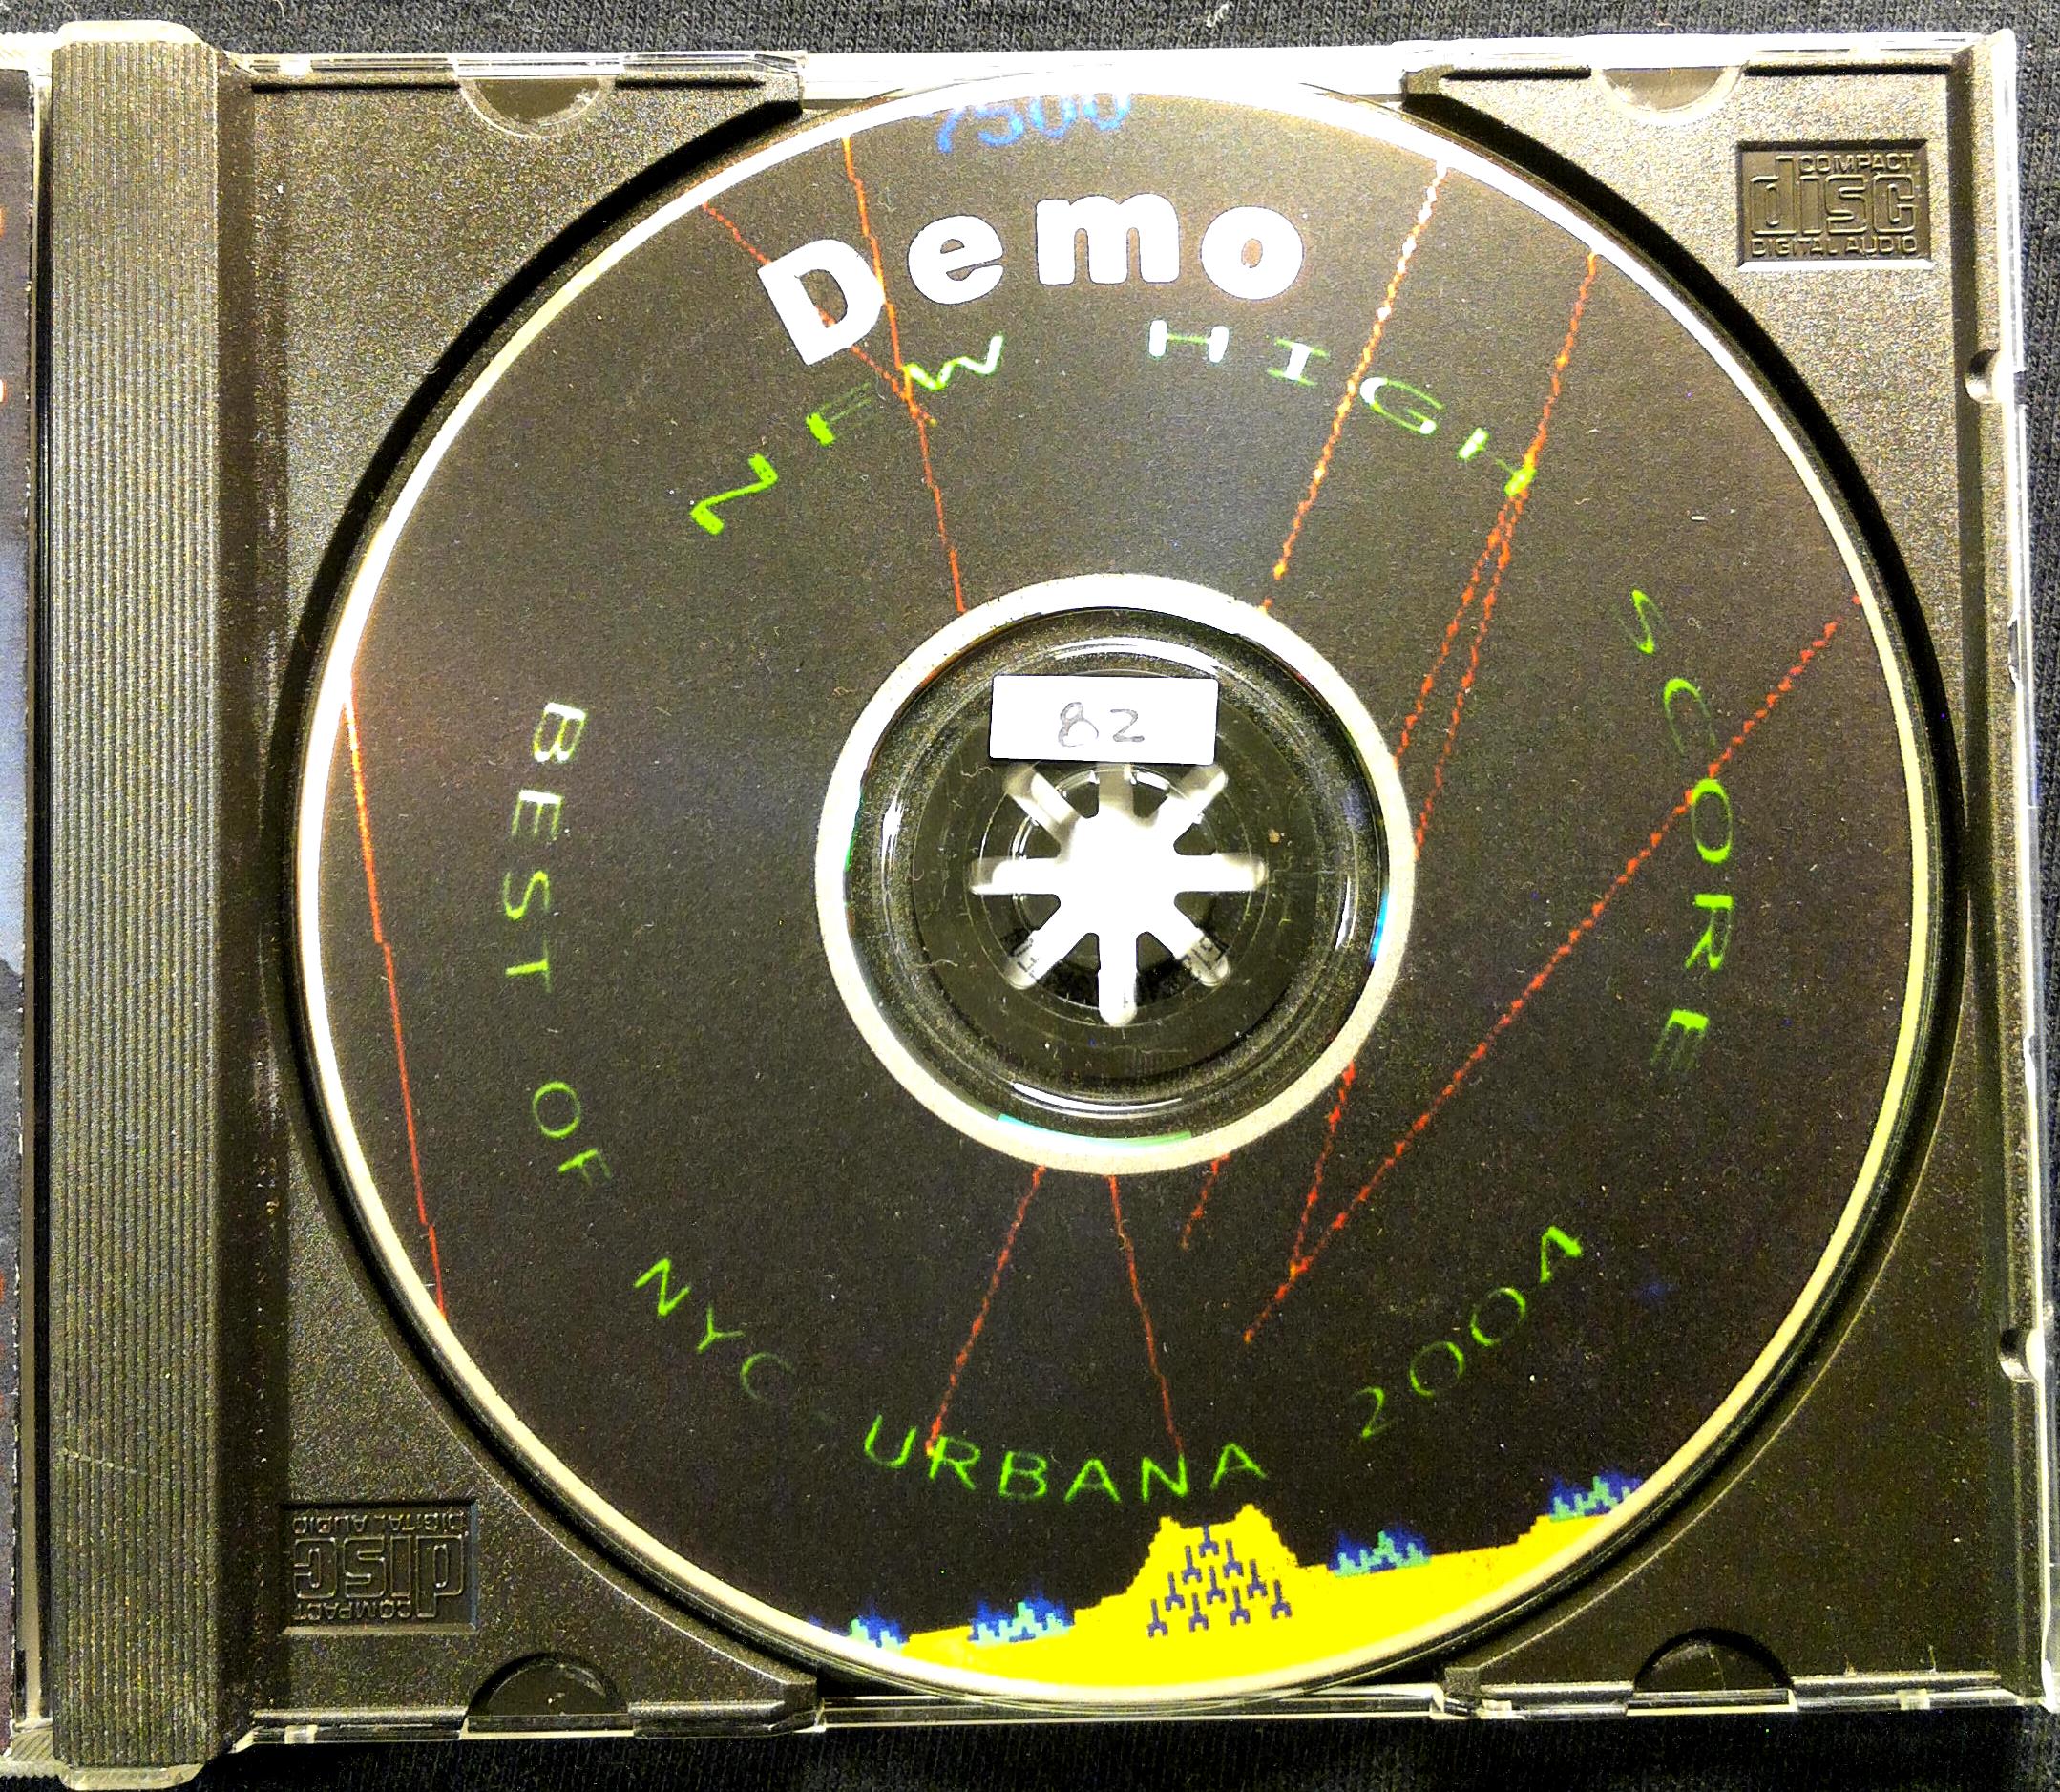 7500
Demo
NEW HIGH SCORE
82
BEST OF NYC-URBANA 2004
COMPACT
disc
DIGITAL AUDIO
COMPACT
disc
DIGITAL AUDIO